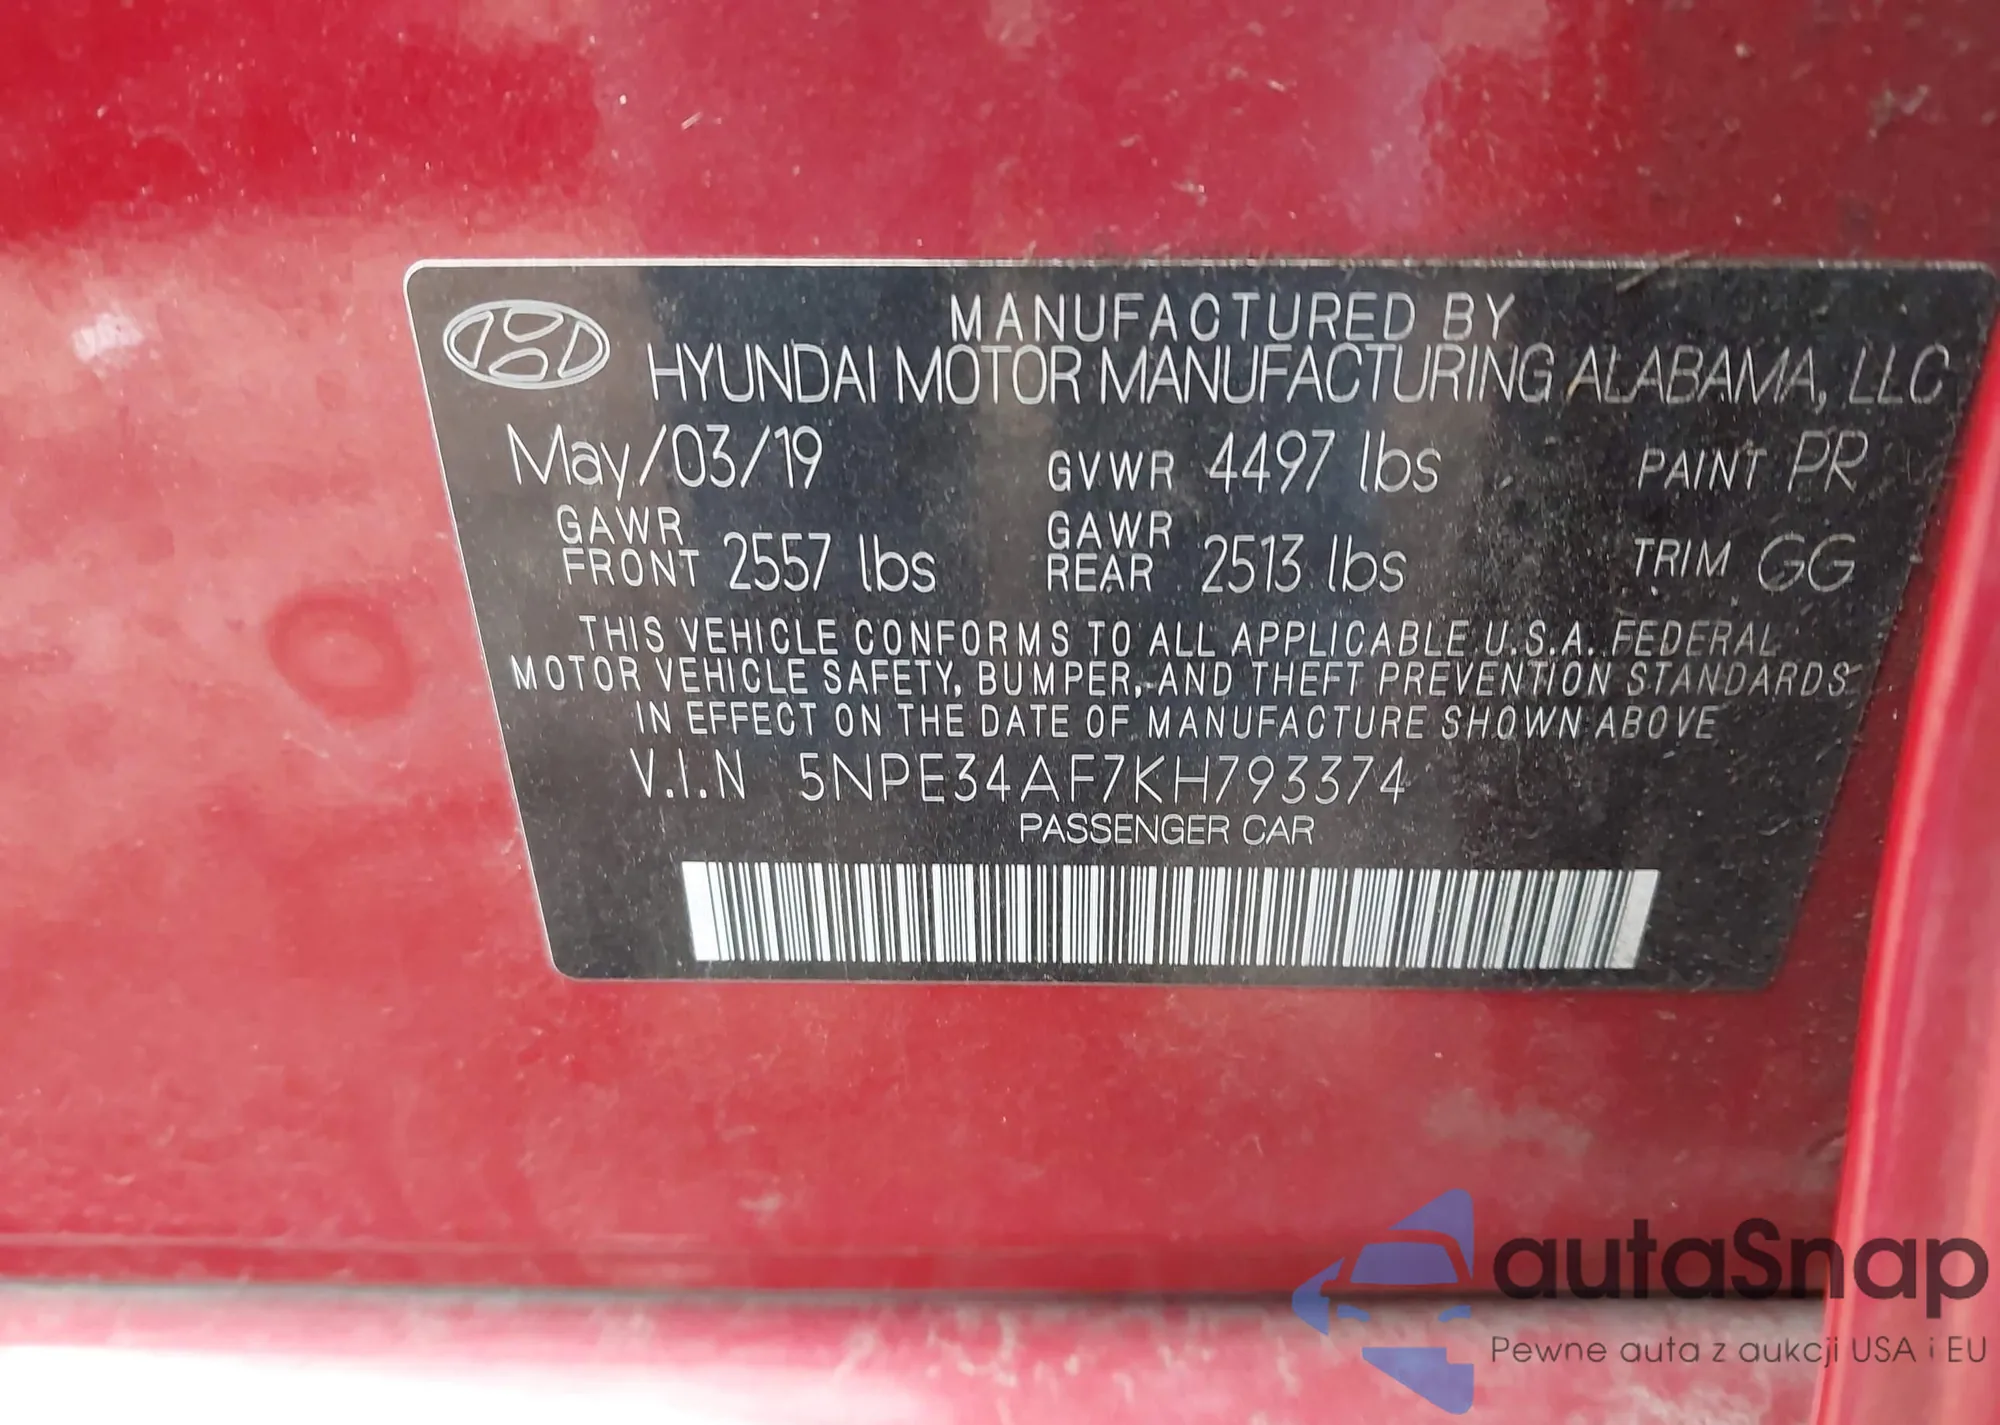 MANUFACTURED BY
HYUNDAI MOTOR MANUFACTURING ALABAMA, LLC
May/03/19 GVWR 4497 lbs PAINT PR
GAWR FRONT 2557 lbs GAWR REAR 2513 lbs TRIM GG
THIS VEHICLE CONFORMS TO ALL APPLICABLE U.S.A. FEDERAL
MOTOR VEHICLE SAFETY, BUMPER, AND THEFT PREVENTION STANDARDS
IN EFFECT ON THE DATE OF MANUFACTURE SHOWN ABOVE
V.I.N 5NPE34AF7KH793374
PASSENGER CAR
autaSnap
Pewne auta z aukcji USA i EU